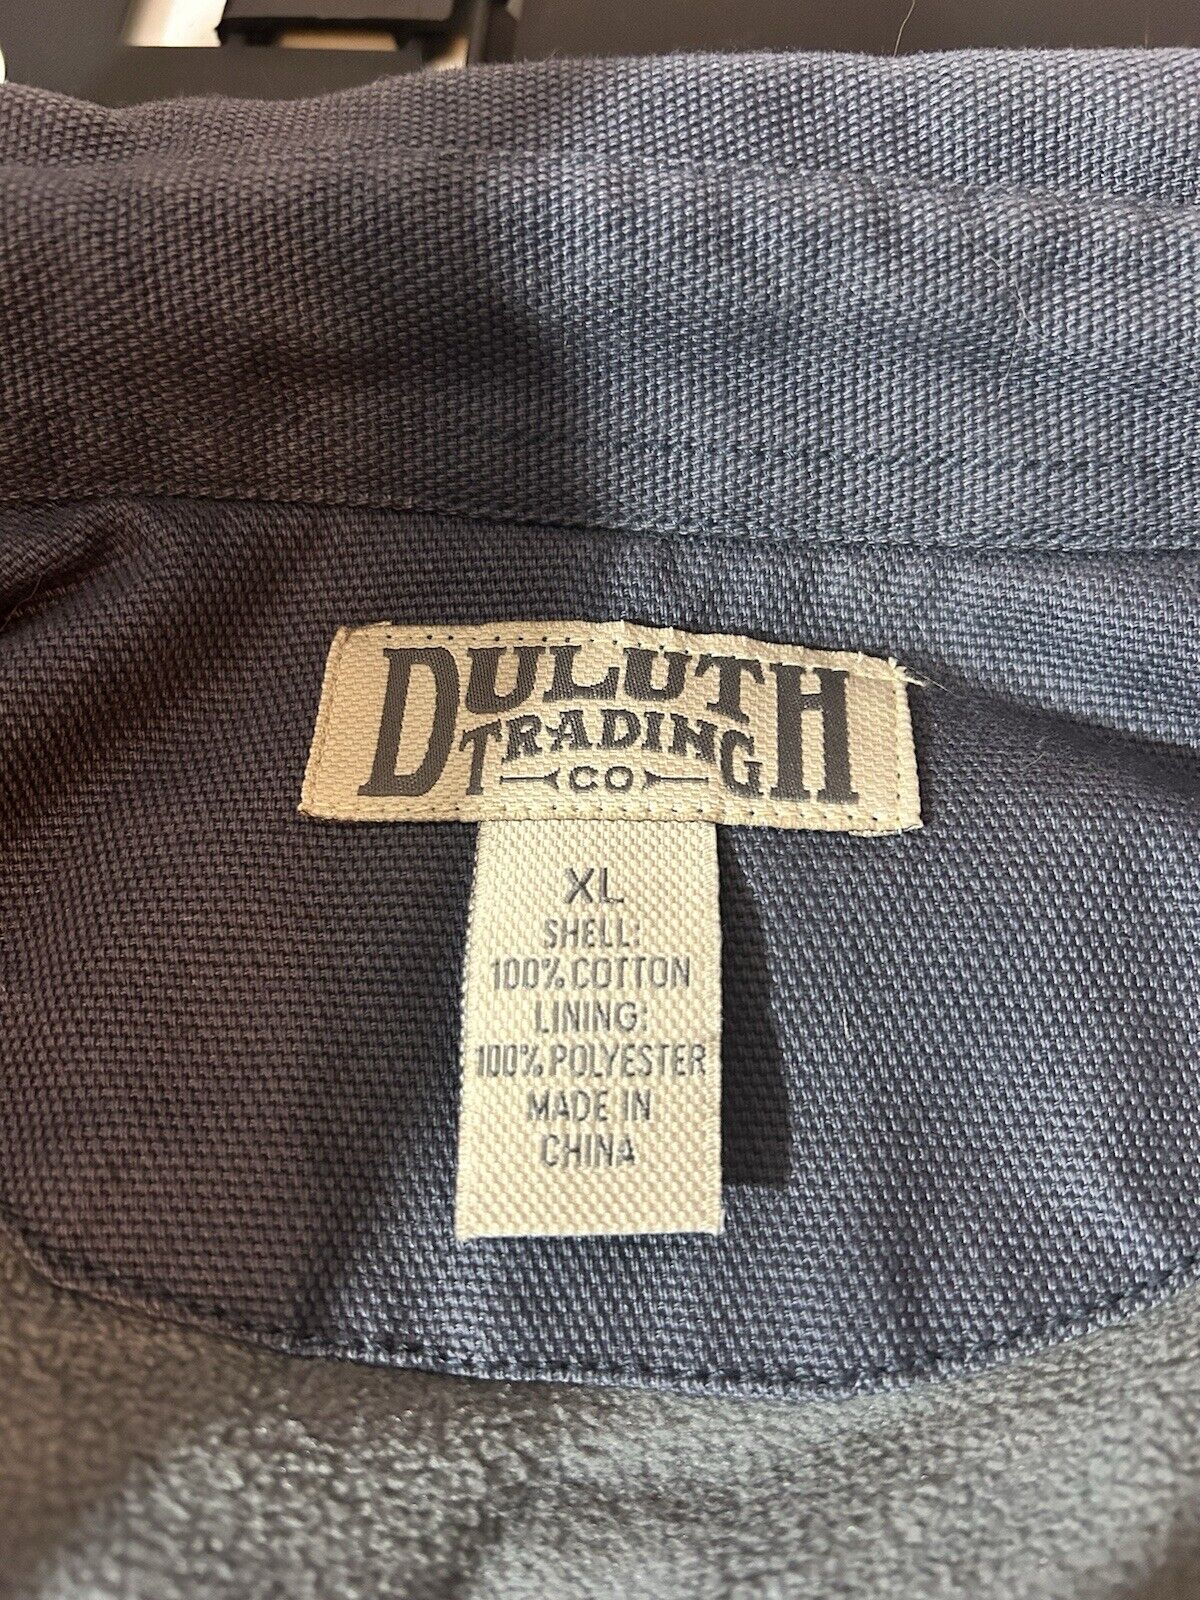 DULUTH
TRADING
CO
XL
SHELL:
100% COTTON
LINING:
100% POLYESTER
MADE IN
CHINA